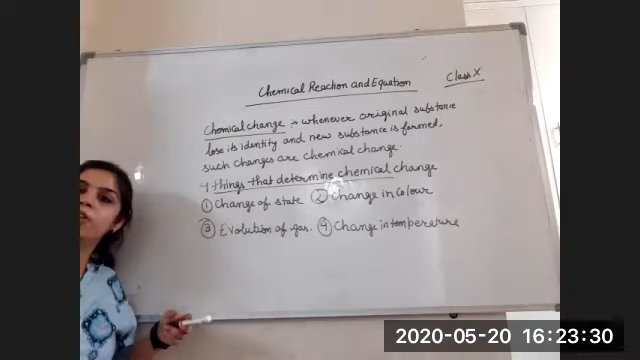 Chemical Reaction and Equation
Class X
Chemical change :- whenever original substance
lose its identity and new substance is formed,
such changes are chemical change.
4 things that determine chemical change
① Change of state ② Change in Colour
③ Evolution of gas. ④ Change in temperature
2020-05-20 16:23:30